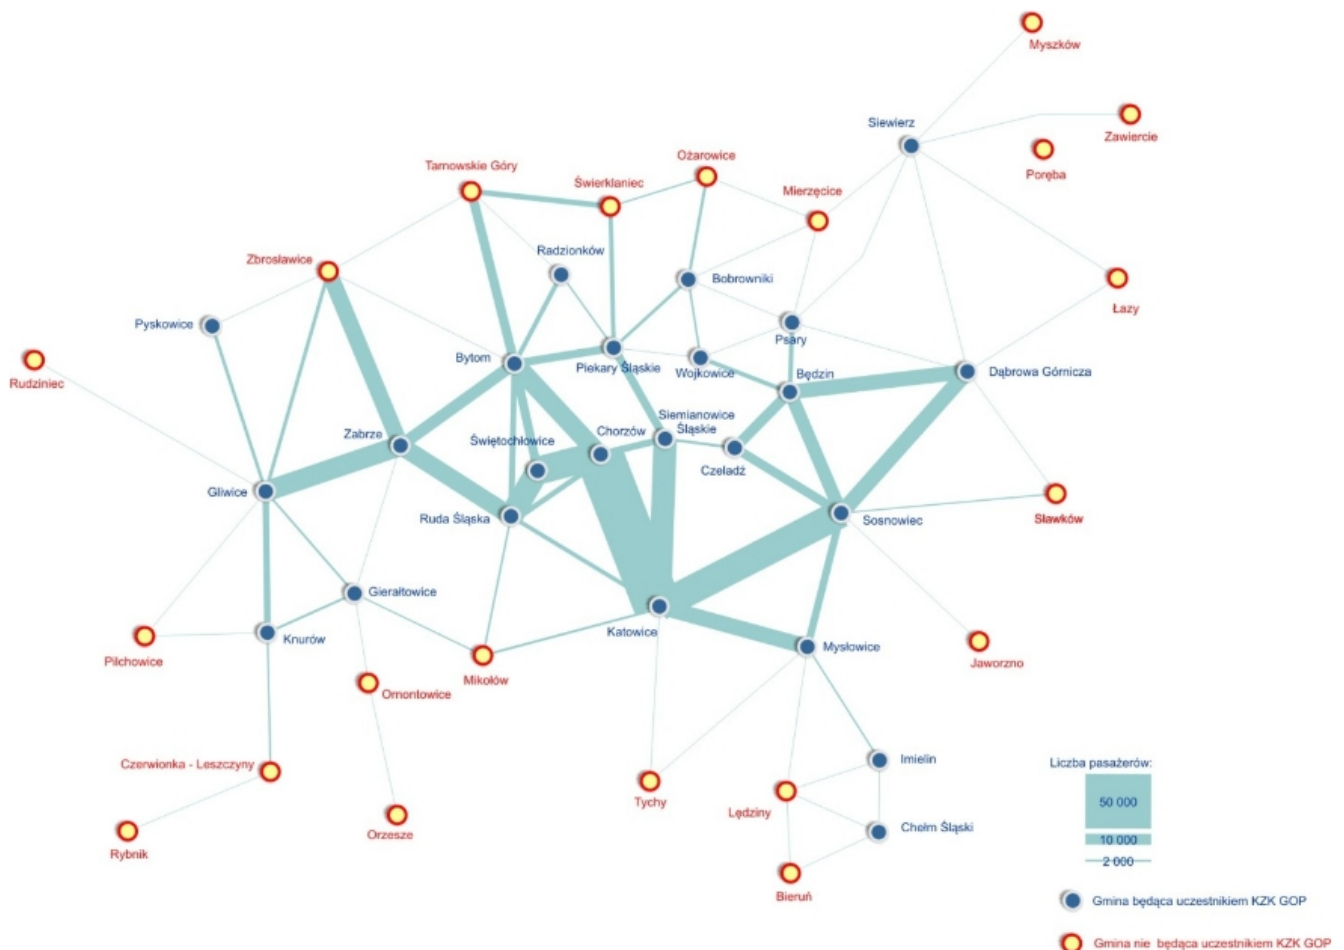 Myszków
Siewierz
Zawiercie
Poręba
Ożarowice
Tarnowskie Góry
Świerklaniec
Mierzęcice
Radzionków
Zbrosławice
Bobrowniki
Łazy
Pyskowice
Psary
Rudziniec
Bytom
Piekary Śląskie
Wojkowice
Będzin
Dąbrowa Górnicza
Siemianowice
Śląskie
Zabrze
Świętochłowice
Chorzów
Czeladź
Gliwice
Ruda Śląska
Sosnowiec
Sławków
Gierałtowice
Katowice
Knurów
Mysłowice
Pilchowice
Mikołów
Jaworzno
Ornontowice
Czerwionka - Leszczyny
Imielin
Liczba pasażerów:
50 000
Tychy
Lędziny
Chełm Śląski
10 000
Orzesze
Rybnik
2 000
Bieruń
Gmina będąca uczestnikiem KZK GOP
Gmina nie będąca uczestnikiem KZK GOP